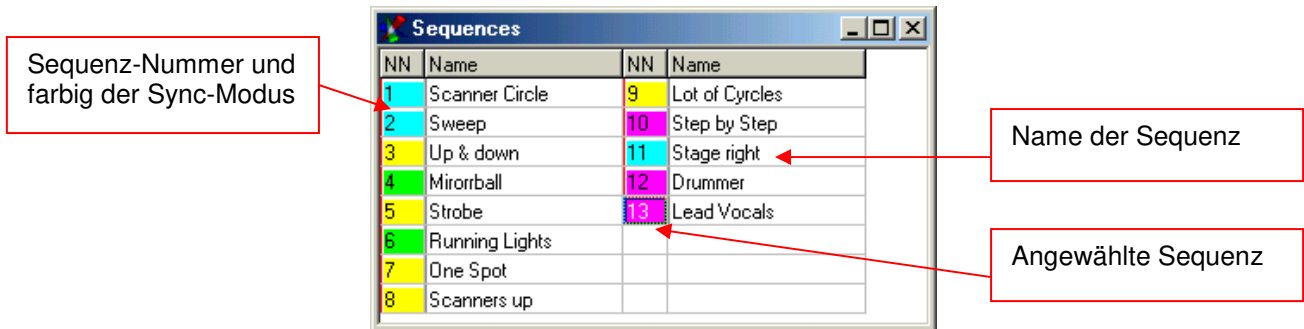 Sequences
Sequenz-Nummer und
farbig der Sync-Modus
NN Name NN Name
1 Scanner Circle 9 Lot of Cyrcles
2 Sweep 10 Step by Step
3 Up & down 11 Stage right
4 Mirorrball 12 Drummer
5 Strobe 13 Lead Vocals
6 Running Lights
7 One Spot
8 Scanners up
Name der Sequenz
Angewählte Sequenz